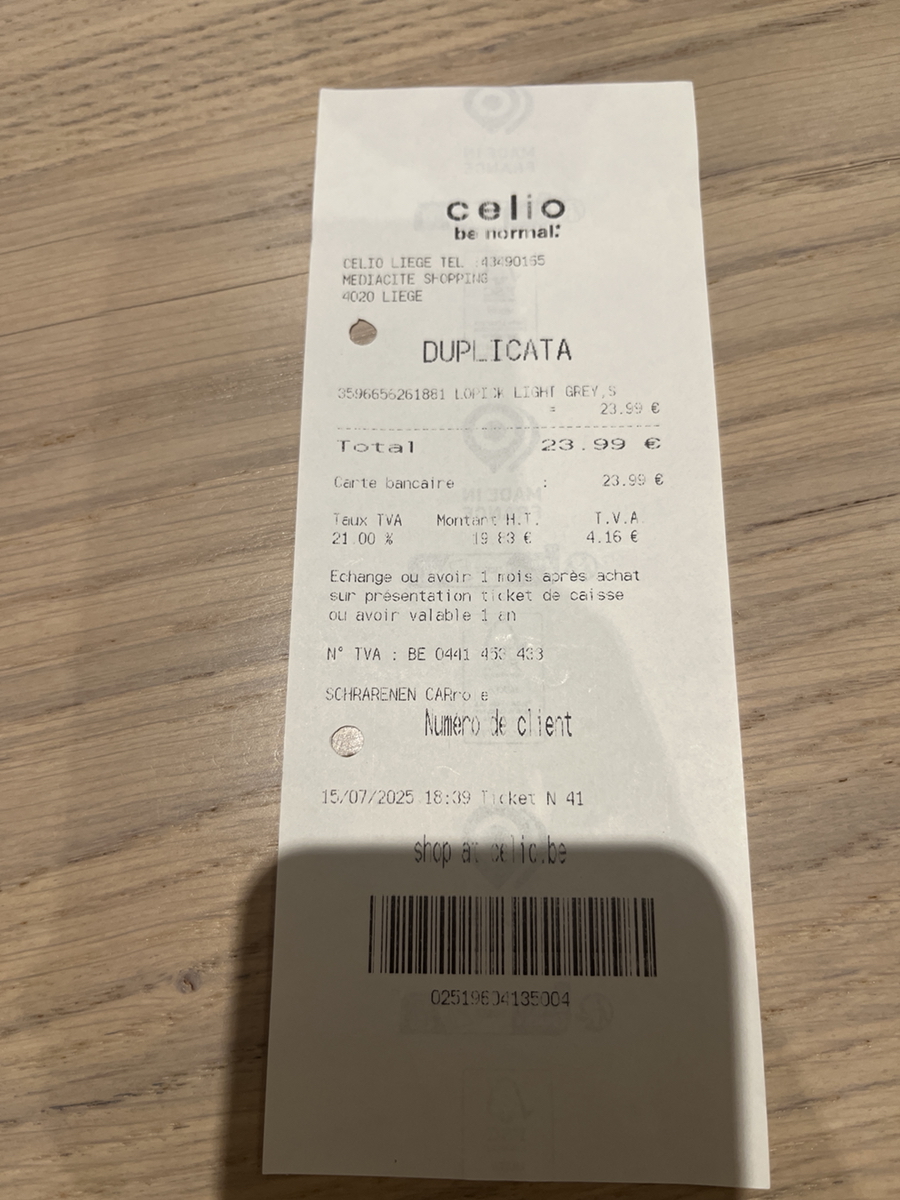 celio
be normal:
CELIO LIEGE TEL :43490165
MEDIACITE SHOPPING
4020 LIEGE
DUPLICATA
3596656261881 LOPICK LIGHT GREY,S
= 23.99 €
Total 23.99 €
Carte bancaire : 23.99 €
Taux TVA Montant H.T. T.V.A.
21.00 % 19.83 € 4.16 €
Echange ou avoir 1 mois après achat
sur présentation ticket de caisse
ou avoir valable 1 an
N° TVA : BE 0441 453 433
SCHRARENEN
Numéro de client
15/07/2025 18:39 Ticket N 41
shop at celio.be
02519604135004